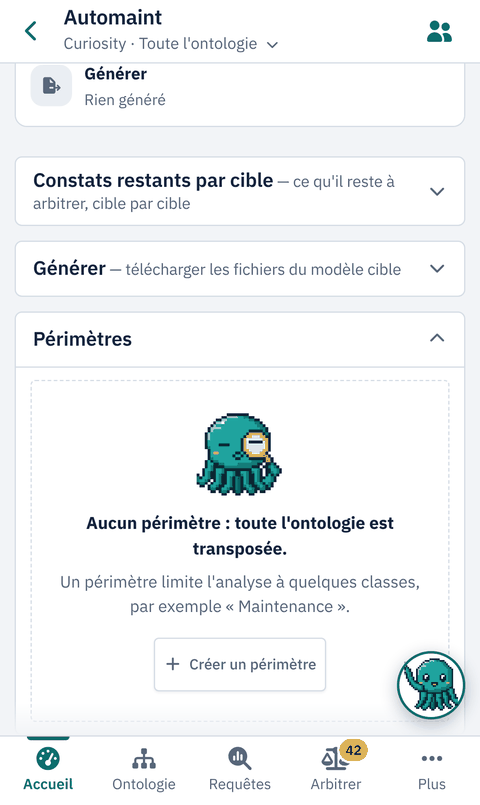 Automaint
Curiosity · Toute l'ontologie
Générer
Rien généré
Constats restants par cible — ce qu'il reste à
arbitrer, cible par cible
Générer — télécharger les fichiers du modèle cible
Périmètres
Aucun périmètre : toute l'ontologie est
transposée.
Un périmètre limite l'analyse à quelques classes,
par exemple « Maintenance ».
+ Créer un périmètre
42
Accueil
Ontologie
Requêtes
Arbitrer
Plus